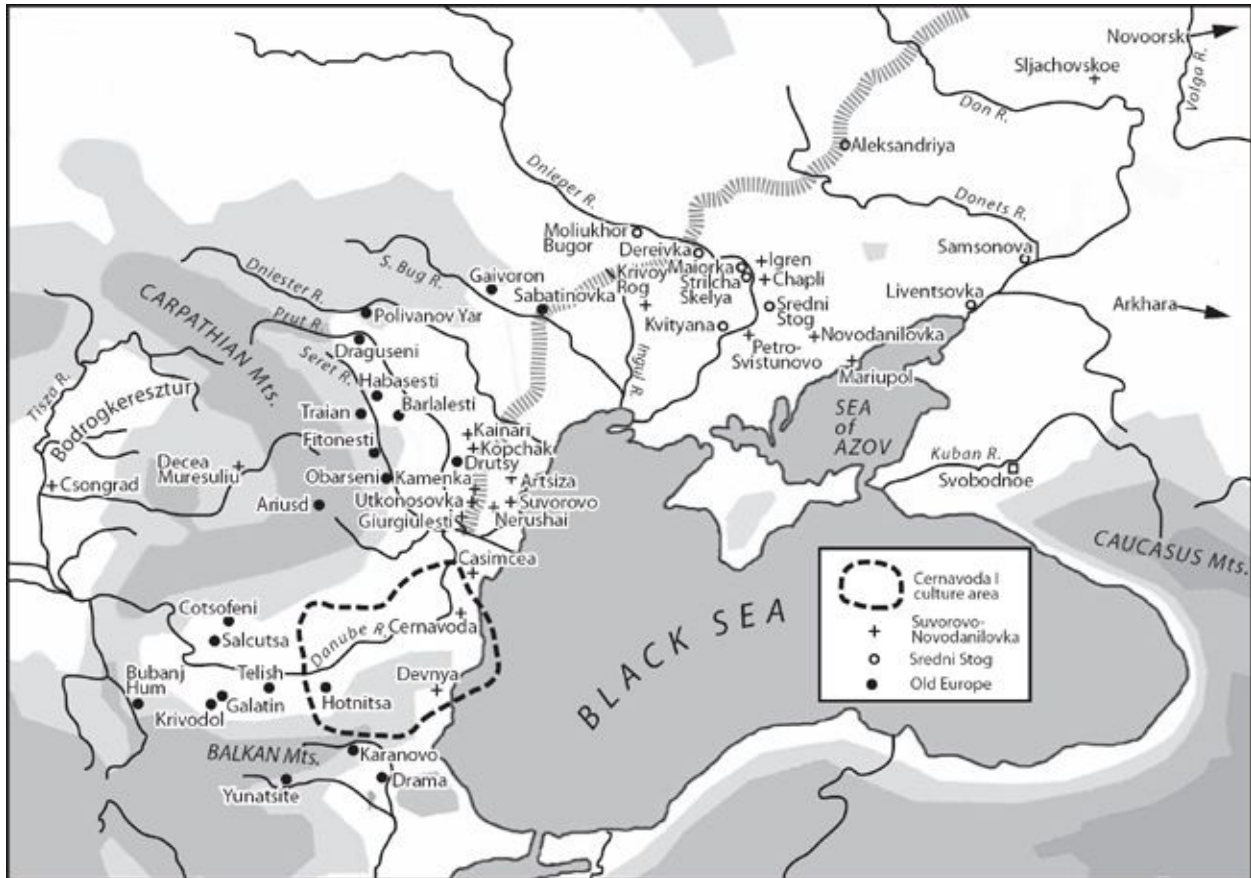 Novoorsk
Sljachovskoe
Volga R.
Don R.
Aleksandriya
Dnieper R.
Donets R.
Moliukhor
Bugor
Dereivka
Samsonova
Igren
Maiorka
Chapli
Strilcha
Skelya
S. Bug R.
Gaivoron
Krivoy
Rog
Dniester R.
Sabatinovka
Sredni
Stog
Liventsovka
Arkhara
CARPATHIAN Mts.
Polivanov Yar
Kvityana
Novodanilovka
Prut R.
Petro-
Svistunovo
Draguseni
Ingul R.
Mariupol
Seret R.
Tisza R.
Bodrogkeresztur
Habasesti
Traian
Barlalesti
SEA
of
AZOV
Kainari
Fitonesti
Kopchak
Kuban R.
Decea
Muresuliu
Drutsy
Svobodnoe
Csongrad
Obarseni
Kamenka
Artsiza
Ariusd
Utkonosovka
Suvorovo
Giurgiulesti
Nerushai
CAUCASUS Mts.
Casimcea
Cernavoda I
culture area
Cotsofeni
Cernavoda
Suvorovo-
Novodanilovka
Salcutsa
Danube R.
BLACK SEA
Sredni Stog
Bubanj
Hum
Telish
Devnya
Old Europe
Galatin
Hotnitsa
Krivodol
BALKAN Mts.
Karanovo
Drama
Yunatsite